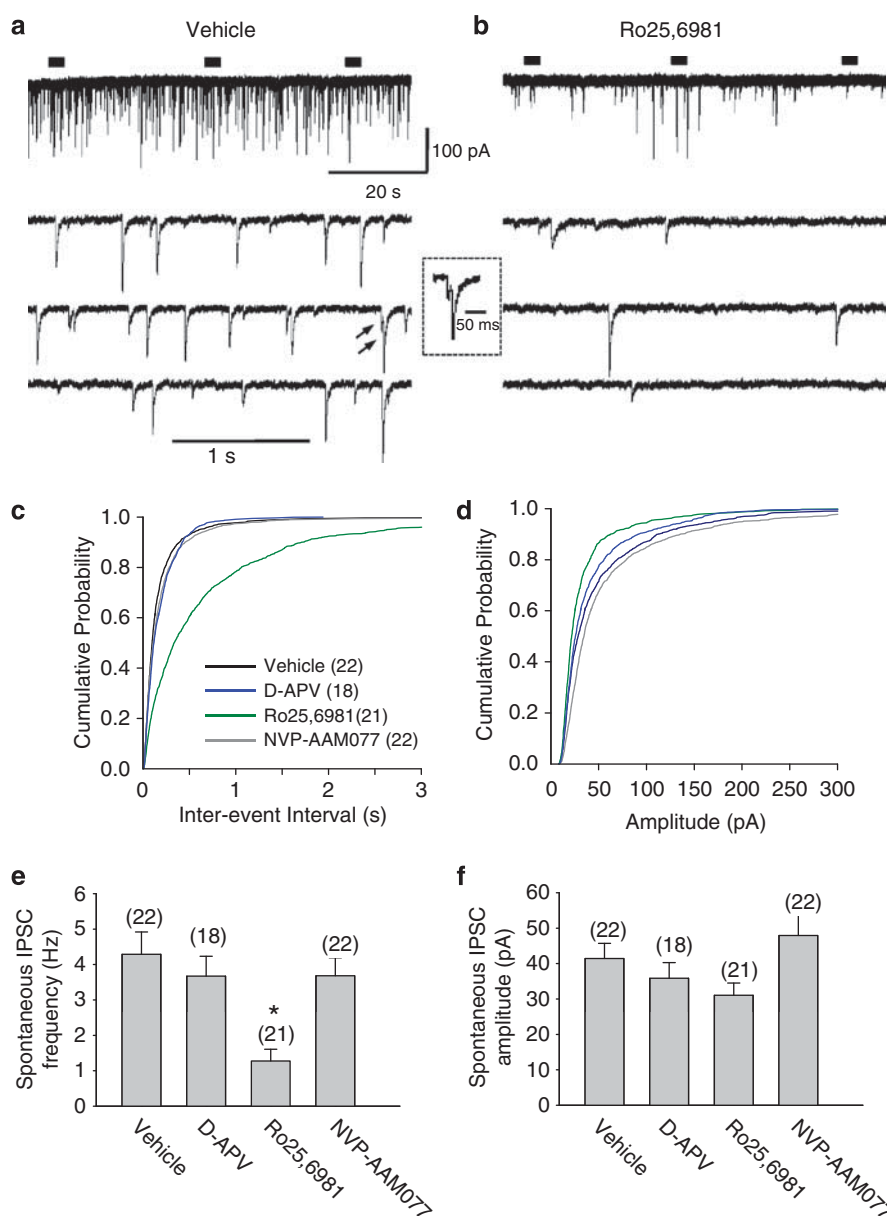 a
Vehicle
b
Ro25,6981
100 pA
20 s
50 ms
1 s
c
Cumulative Probability
1.0
0.8
0.6
0.4
0.2
0.0
Vehicle (22)
D-APV (18)
Ro25,6981(21)
NVP-AAM077 (22)
0
1
2
3
Inter-event Interval (s)
d
Cumulative Probability
1.0
0.8
0.6
0.4
0.2
0.0
0
50
100
150
200
250
300
Amplitude (pA)
e
Spontaneous IPSC
frequency (Hz)
6
5
4
3
2
1
0
(22)
(18)
*
(21)
(22)
Vehicle
D-APV
Ro25,6981
NVP-AAM077
f
Spontaneous IPSC
amplitude (pA)
60
50
40
30
20
10
0
(22)
(18)
(21)
(22)
Vehicle
D-APV
Ro25,6981
NVP-AAM077